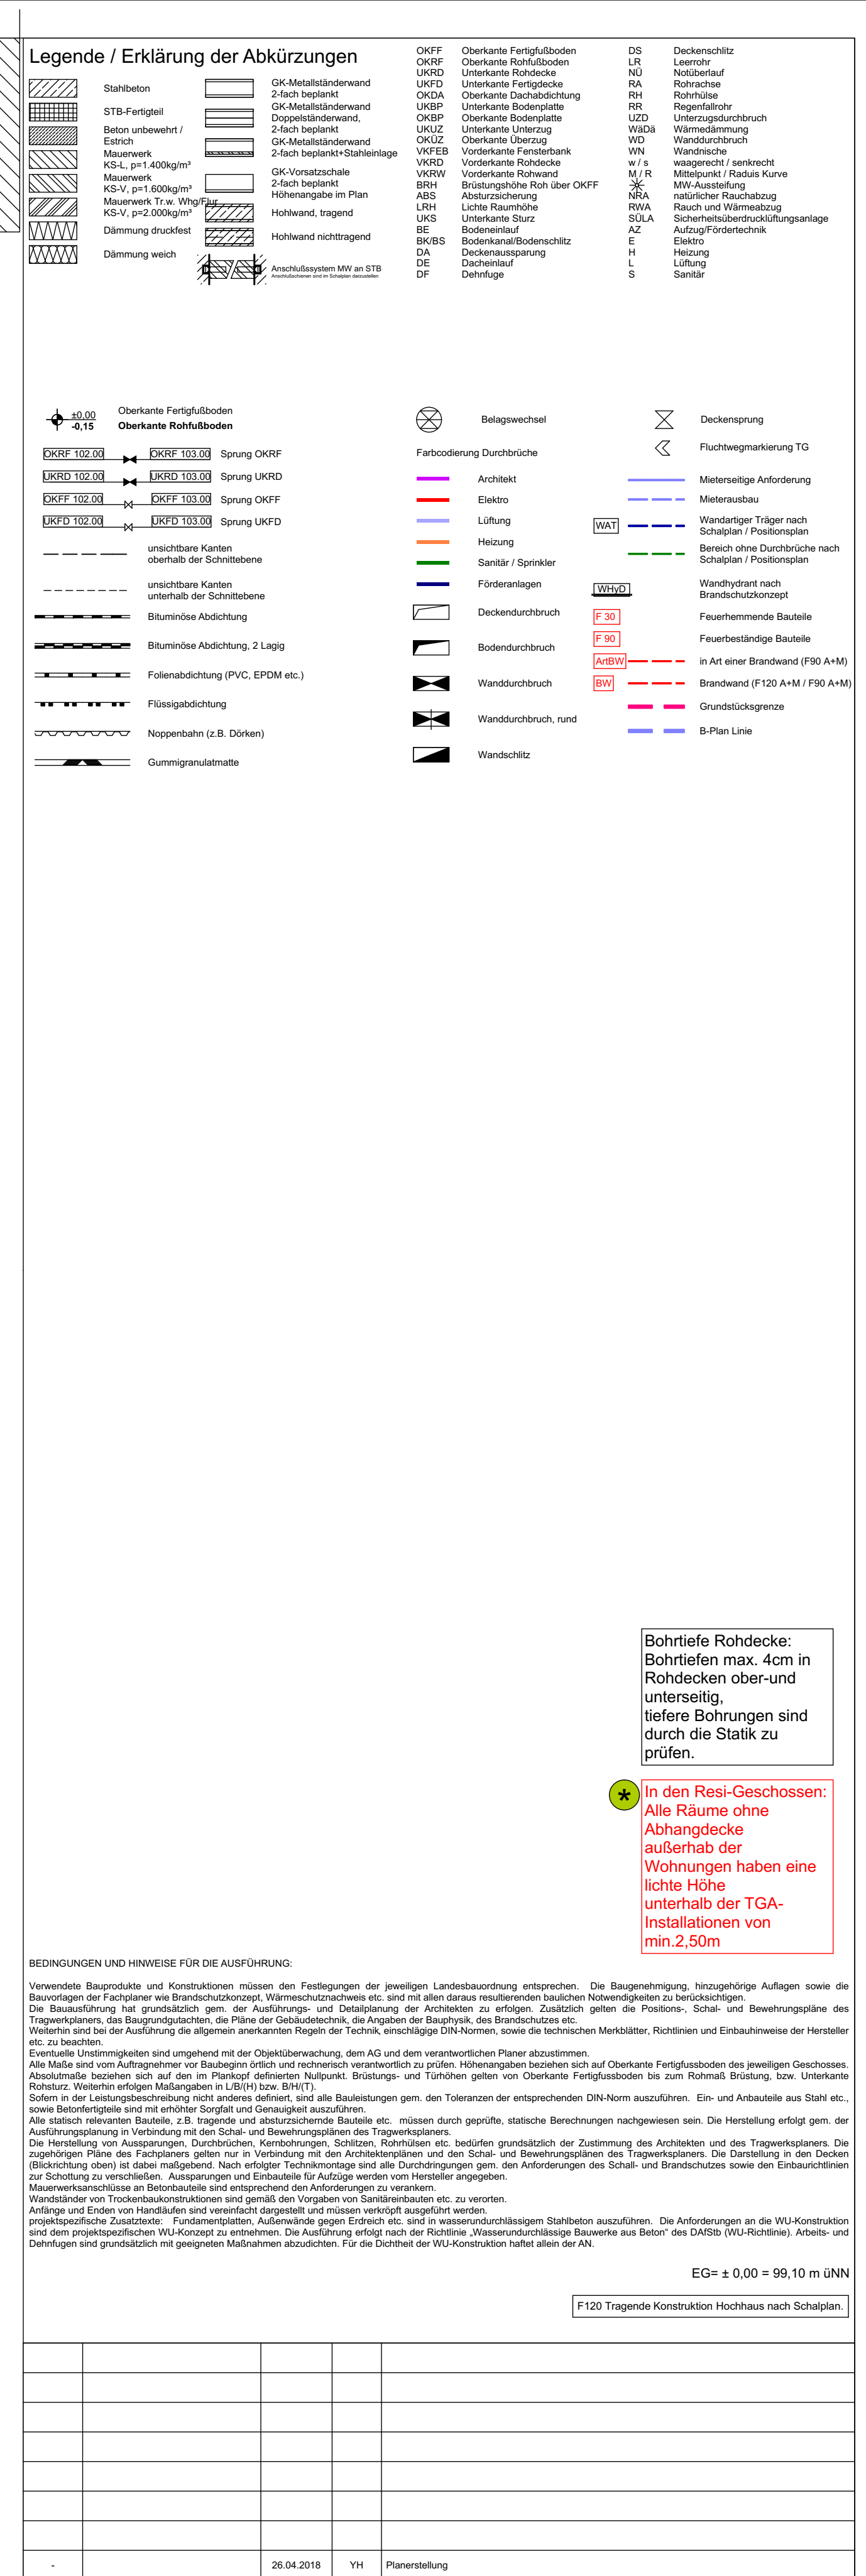 Legende / Erklärung der Abkürzungen
Stahlbeton
STB-Fertigteil
Beton unbewehrt /
Estrich
Mauerwerk
KS-L, p=1.400kg/m³
Mauerwerk
KS-V, p=1.600kg/m³
Mauerwerk Tr.w. Whg/Flur
KS-V, p=2.000kg/m³
Dämmung druckfest
Dämmung weich
GK-Metallständerwand
2-fach beplankt
GK-Metallständerwand
Doppelständerwand,
2-fach beplankt
GK-Metallständerwand
2-fach beplankt+Stahleinlage
GK-Vorsatzschale
2-fach beplankt
Höhenangabe im Plan
Hohlwand, tragend
Hohlwand nichttragend
Anschlußssystem MW an STB
Anschlußschienen sind im Schalplan darzustellen
OKFF Oberkante Fertigfußboden
OKRF Oberkante Rohfußboden
UKRD Unterkante Rohdecke
UKFD Unterkante Fertigdecke
OKDA Oberkante Dachabdichtung
UKBP Unterkante Bodenplatte
OKBP Oberkante Bodenplatte
UKUZ Unterkante Unterzug
OKÜZ Oberkante Überzug
VKFEB Vorderkante Fensterbank
VKRD Vorderkante Rohdecke
VKRW Vorderkante Rohwand
BRH Brüstungshöhe Roh über OKFF
ABS Absturzsicherung
LRH Lichte Raumhöhe
UKS Unterkante Sturz
BE Bodeneinlauf
BK/BS Bodenkanal/Bodenschlitz
DA Deckenaussparung
DE Dacheinlauf
DF Dehnfuge
DS Deckenschlitz
LR Leerrohr
NÜ Notüberlauf
RA Rohrachse
RH Rohrhülse
RR Regenfallrohr
UZD Unterzugsdurchbruch
WäDä Wärmedämmung
WD Wanddurchbruch
WN Wandnische
w / s waagerecht / senkrecht
M / R Mittelpunkt / Raduis Kurve
MW-Aussteifung
NRA natürlicher Rauchabzug
RWA Rauch und Wärmeabzug
SÜLA Sicherheitsüberdrucklüftungsanlage
AZ Aufzug/Fördertechnik
E Elektro
H Heizung
L Lüftung
S Sanitär
±0,00 Oberkante Fertigfußboden
-0,15 Oberkante Rohfußboden
OKRF 102.00 OKRF 103.00 Sprung OKRF
UKRD 102.00 UKRD 103.00 Sprung UKRD
OKFF 102.00 OKFF 103.00 Sprung OKFF
UKFD 102.00 UKFD 103.00 Sprung UKFD
unsichtbare Kanten
oberhalb der Schnittebene
unsichtbare Kanten
unterhalb der Schnittebene
Bituminöse Abdichtung
Bituminöse Abdichtung, 2 Lagig
Folienabdichtung (PVC, EPDM etc.)
Flüssigabdichtung
Noppenbahn (z.B. Dörken)
Gummigranulatmatte
Belagswechsel
Farbcodierung Durchbrüche
Architekt
Elektro
Lüftung
Heizung
Sanitär / Sprinkler
Förderanlagen
Deckendurchbruch
Bodendurchbruch
Wanddurchbruch
Wanddurchbruch, rund
Wandschlitz
Deckensprung
Fluchtwegmarkierung TG
Mieterseitige Anforderung
Mieterausbau
WAT Wandartiger Träger nach
Schalplan / Positionsplan
Bereich ohne Durchbrüche nach
Schalplan / Positionsplan
WHyD Wandhydrant nach
Brandschutzkonzept
F 30 Feuerhemmende Bauteile
F 90 Feuerbeständige Bauteile
ArtBW in Art einer Brandwand (F90 A+M)
BW Brandwand (F120 A+M / F90 A+M)
Grundstücksgrenze
B-Plan Linie
Bohrtiefe Rohdecke:
Bohrtiefen max. 4cm in
Rohdecken ober-und
unterseitig,
tiefere Bohrungen sind
durch die Statik zu
prüfen.
*
In den Resi-Geschossen:
Alle Räume ohne
Abhangdecke
außerhab der
Wohnungen haben eine
lichte Höhe
unterhalb der TGA-
Installationen von
min.2,50m
BEDINGUNGEN UND HINWEISE FÜR DIE AUSFÜHRUNG:
Verwendete Bauprodukte und Konstruktionen müssen den Festlegungen der jeweiligen Landesbauordnung entsprechen. Die Baugenehmigung, hinzugehörige Auflagen sowie die
Bauvorlagen der Fachplaner wie Brandschutzkonzept, Wärmeschutznachweis etc. sind mit allen daraus resultierenden baulichen Notwendigkeiten zu berücksichtigen.
Die Bauausführung hat grundsätzlich gem. der Ausführungs- und Detailplanung der Architekten zu erfolgen. Zusätzlich gelten die Positions-, Schal- und Bewehrungspläne des
Tragwerkplaners, das Baugrundgutachten, die Pläne der Gebäudetechnik, die Angaben der Bauphysik, des Brandschutzes etc.
Weiterhin sind bei der Ausführung die allgemein anerkannten Regeln der Technik, einschlägige DIN-Normen, sowie die technischen Merkblätter, Richtlinien und Einbauhinweise der Hersteller
etc. zu beachten.
Eventuelle Unstimmigkeiten sind umgehend mit der Objektüberwachung, dem AG und dem verantwortlichen Planer abzustimmen.
Alle Maße sind vom Auftragnehmer vor Baubeginn örtlich und rechnerisch verantwortlich zu prüfen. Höhenangaben beziehen sich auf Oberkante Fertigfussboden des jeweiligen Geschosses.
Absolutmaße beziehen sich auf den im Plankopf definierten Nullpunkt. Brüstungs- und Türhöhen gelten von Oberkante Fertigfussboden bis zum Rohmaß Brüstung, bzw. Unterkante
Rohsturz. Weiterhin erfolgen Maßangaben in L/B/(H) bzw. B/H/(T).
Sofern in der Leistungsbeschreibung nicht anderes definiert, sind alle Bauleistungen gem. den Toleranzen der entsprechenden DIN-Norm auszuführen. Ein- und Anbauteile aus Stahl etc.,
sowie Betonfertigteile sind mit erhöhter Sorgfalt und Genauigkeit auszuführen.
Alle statisch relevanten Bauteile, z.B. tragende und absturzsichernde Bauteile etc. müssen durch geprüfte, statische Berechnungen nachgewiesen sein. Die Herstellung erfolgt gem. der
Ausführungsplanung in Verbindung mit den Schal- und Bewehrungsplänen des Tragwerksplaners.
Die Herstellung von Aussparungen, Durchbrüchen, Kernbohrungen, Schlitzen, Rohrhülsen etc. bedürfen grundsätzlich der Zustimmung des Architekten und des Tragwerksplaners. Die
zugehörigen Pläne des Fachplaners gelten nur in Verbindung mit den Architektenplänen und den Schal- und Bewehrungsplänen des Tragwerksplaners. Die Darstellung in den Decken
(Blickrichtung oben) ist dabei maßgebend. Nach erfolgter Technikmontage sind alle Durchdringungen gem. den Anforderungen des Schall- und Brandschutzes sowie den Einbaurichtlinien
zur Schottung zu verschließen. Aussparungen und Einbauteile für Aufzüge werden vom Hersteller angegeben.
Mauerwerksanschlüsse an Betonbauteile sind entsprechend den Anforderungen zu verankern.
Wandständer von Trockenbaukonstruktionen sind gemäß den Vorgaben von Sanitäreinbauten etc. zu verorten.
Anfänge und Enden von Handläufen sind vereinfacht dargestellt und müssen verkröpft ausgeführt werden.
projektspezifische Zusatztexte: Fundamentplatten, Außenwände gegen Erdreich etc. sind in wasserundurchlässigem Stahlbeton auszuführen. Die Anforderungen an die WU-Konstruktion
sind dem projektspezifischen WU-Konzept zu entnehmen. Die Ausführung erfolgt nach der Richtlinie „Wasserundurchlässige Bauwerke aus Beton" des DAfStb (WU-Richtlinie). Arbeits- und
Dehnfugen sind grundsätzlich mit geeigneten Maßnahmen abzudichten. Für die Dichtheit der WU-Konstruktion haftet allein der AN.
EG= ± 0,00 = 99,10 m üNN
F120 Tragende Konstruktion Hochhaus nach Schalplan.
- 26.04.2018 YH Planerstellung